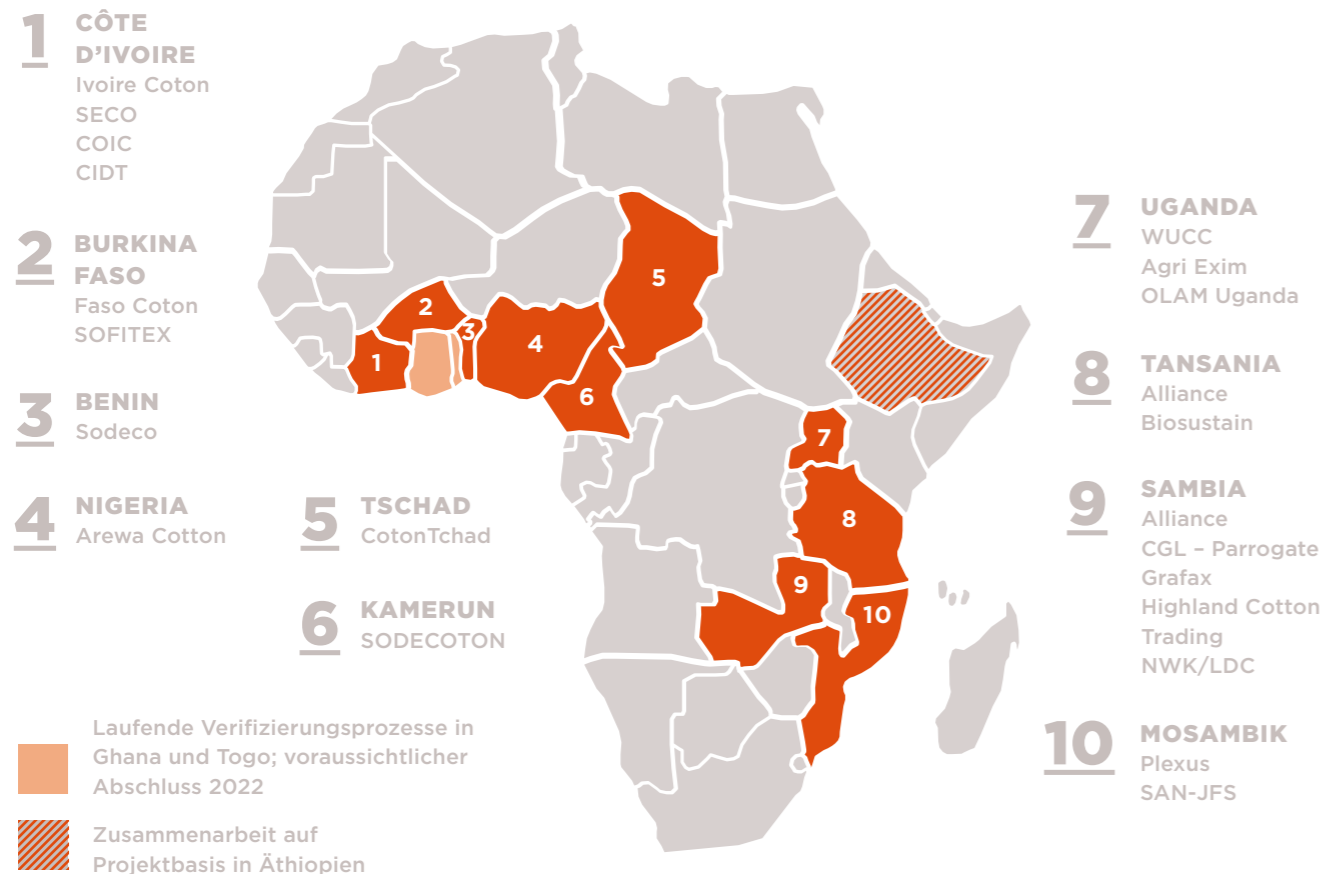 1
CÔTE
D'IVOIRE
Ivoire Coton
SECO
COIC
CIDT
2
BURKINA
FASO
Faso Coton
SOFITEX
3
BENIN
Sodeco
4
NIGERIA
Arewa Cotton
5
TSCHAD
CotonTchad
6
KAMERUN
SODECOTON
Laufende Verifizierungsprozesse in
Ghana und Togo; voraussichtlicher
Abschluss 2022
Zusammenarbeit auf
Projektbasis in Äthiopien
1
2
3
4
5
6
7
8
9
10
7
UGANDA
WUCC
Agri Exim
OLAM Uganda
8
TANSANIA
Alliance
Biosustain
9
SAMBIA
Alliance
CGL – Parrogate
Grafax
Highland Cotton
Trading
NWK/LDC
10
MOSAMBIK
Plexus
SAN-JFS